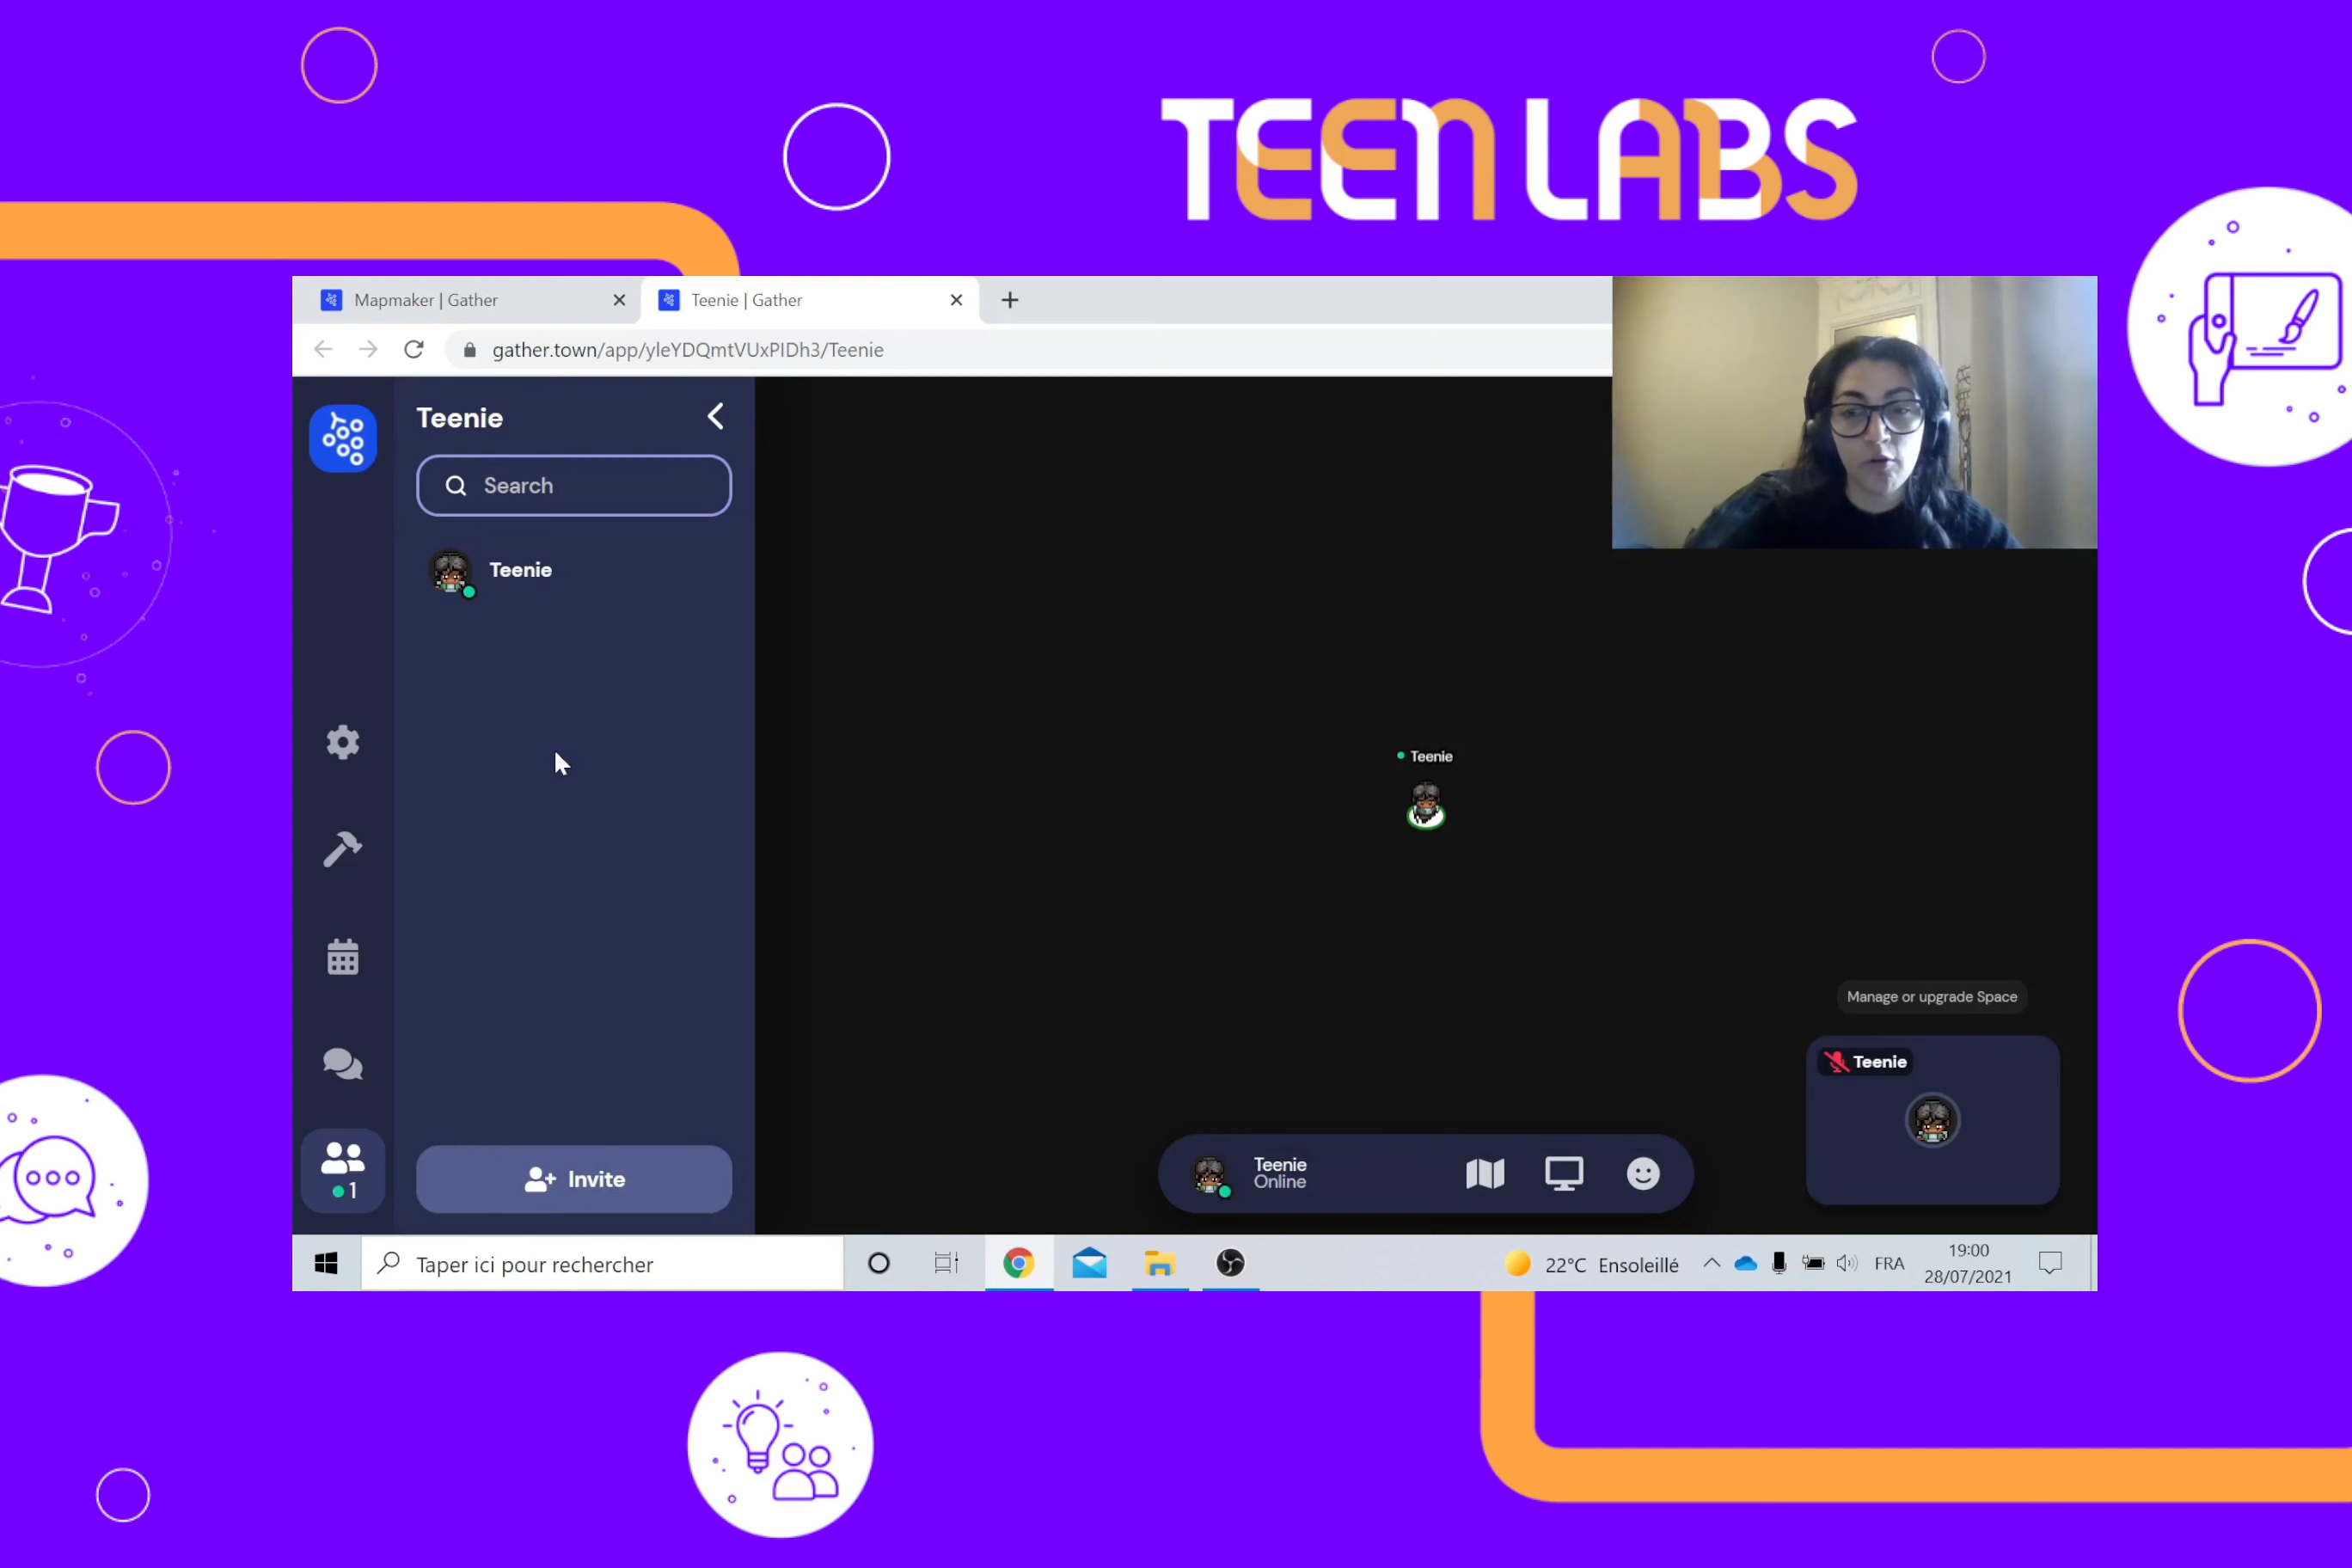 TEEN LABS
Mapmaker | Gather
Teenie | Gather
gather.town/app/yleYDQmtVUxPIDh3/Teenie
Teenie
Search
Teenie
Teenie
Manage or upgrade Space
Teenie
1
Invite
Teenie
Online
Taper ici pour rechercher
22°C Ensoleillé
FRA
19:00
28/07/2021